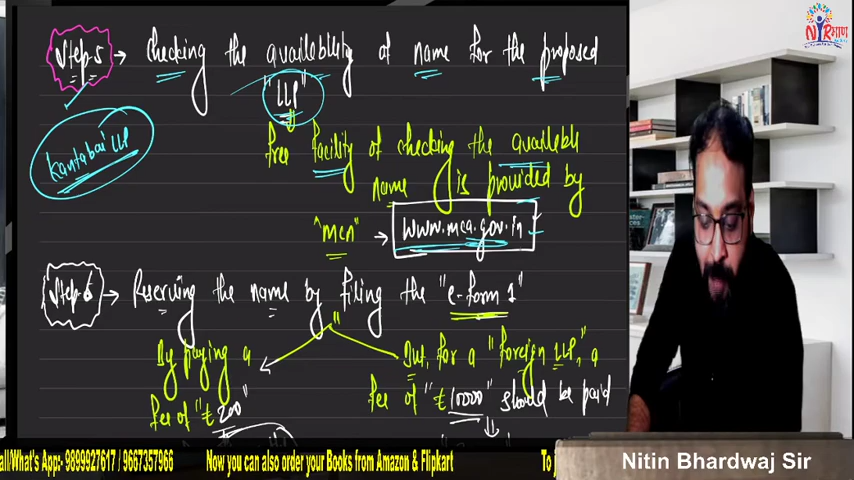 Step-5 → checking the availability of name for the proposed
"LLP"
Kantabai LLP
free facility of checking the availabl
name is provided by
"mca" → www.mca.gov.in
Step-6 → Reserving the name by filing the "e-form 1"
By paying a
fee of "₹ 200"
But, for a "foreign LLP", a
fee of "₹ 10000" should be paid
all/What's App: 9899927617 / 9667357966 Now you can also order your Books from Amazon & Flipkart To j
Nitin Bhardwaj Sir